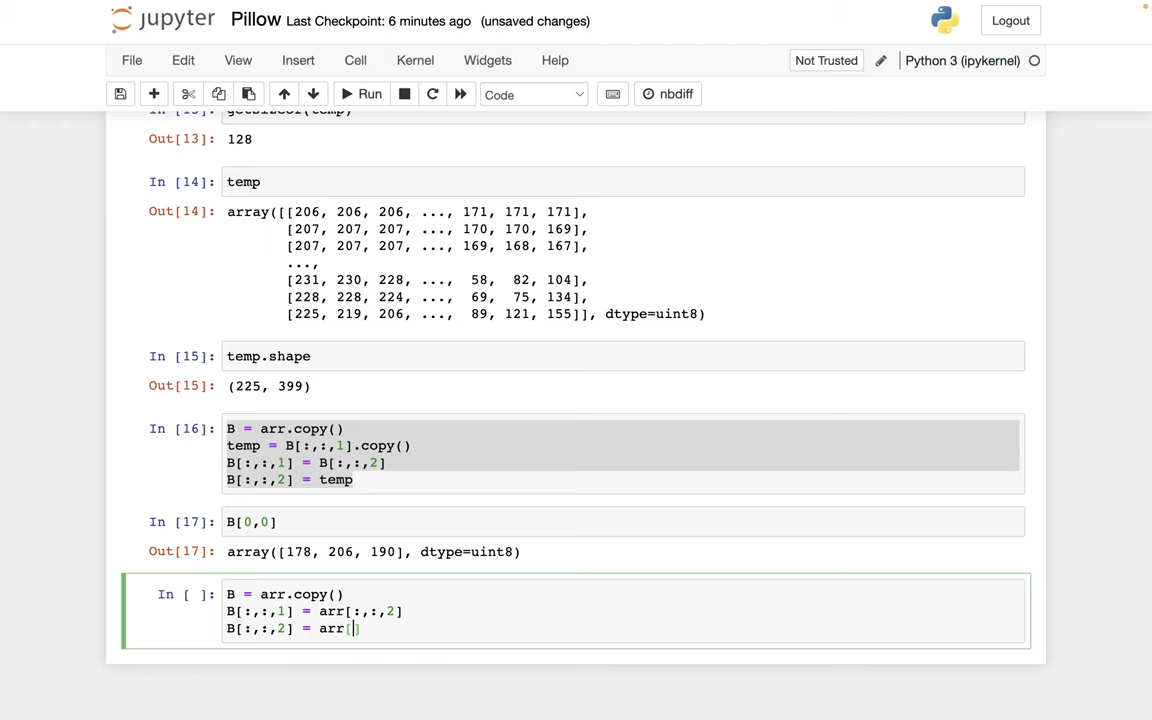 jupyter Pillow Last Checkpoint: 6 minutes ago (unsaved changes) Logout
File Edit View Insert Cell Kernel Widgets Help Not Trusted Python 3 (ipykernel)
Run Code nbdiff
In [13]: getsizeof(temp)
Out[13]: 128
In [14]: temp
Out[14]: array([[206, 206, 206, ..., 171, 171, 171],
[207, 207, 207, ..., 170, 170, 169],
[207, 207, 207, ..., 169, 168, 167],
...,
[231, 230, 228, ..., 58, 82, 104],
[228, 228, 224, ..., 69, 75, 134],
[225, 219, 206, ..., 89, 121, 155]], dtype=uint8)
In [15]: temp.shape
Out[15]: (225, 399)
In [16]: B = arr.copy()
temp = B[:,:,1].copy()
B[:,:,1] = B[:,:,2]
B[:,:,2] = temp
In [17]: B[0,0]
Out[17]: array([178, 206, 190], dtype=uint8)
In [ ]: B = arr.copy()
B[:,:,1] = arr[:,:,2]
B[:,:,2] = arr[]